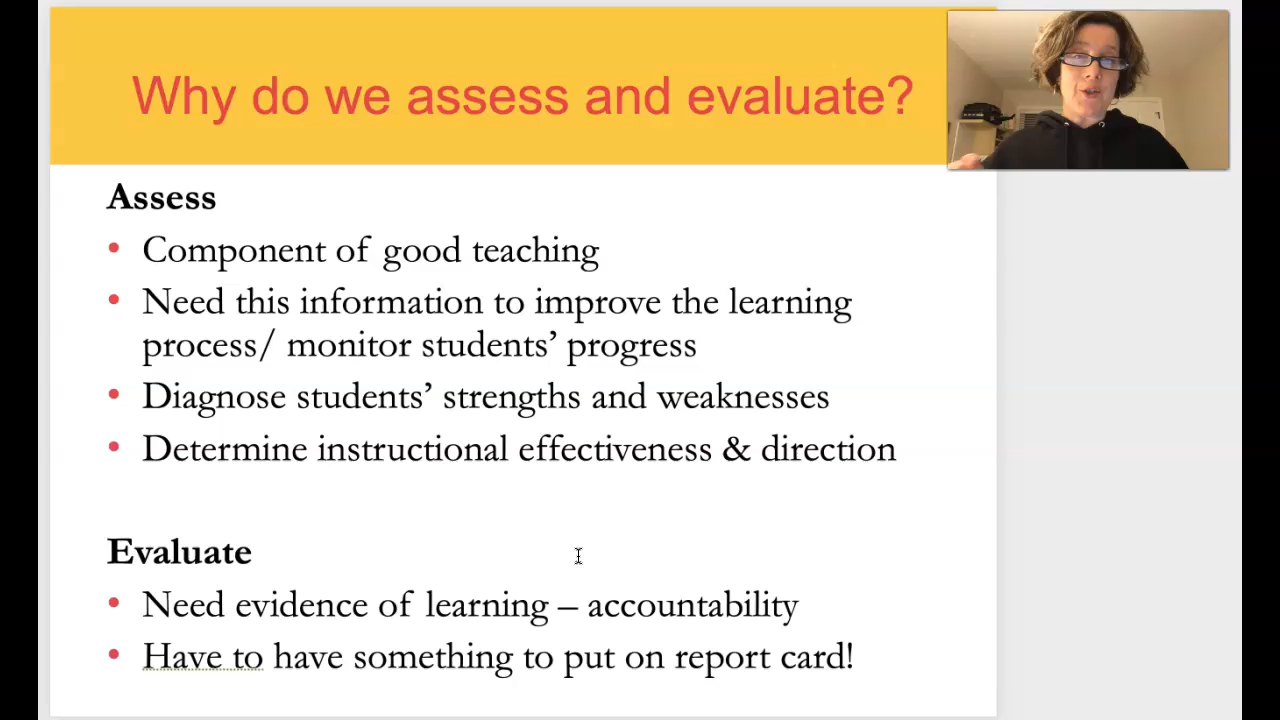 Why do we assess and evaluate?
Assess
• Component of good teaching
• Need this information to improve the learning
process/ monitor students’ progress
• Diagnose students’ strengths and weaknesses
• Determine instructional effectiveness & direction
Evaluate
• Need evidence of learning – accountability
• Have to have something to put on report card!